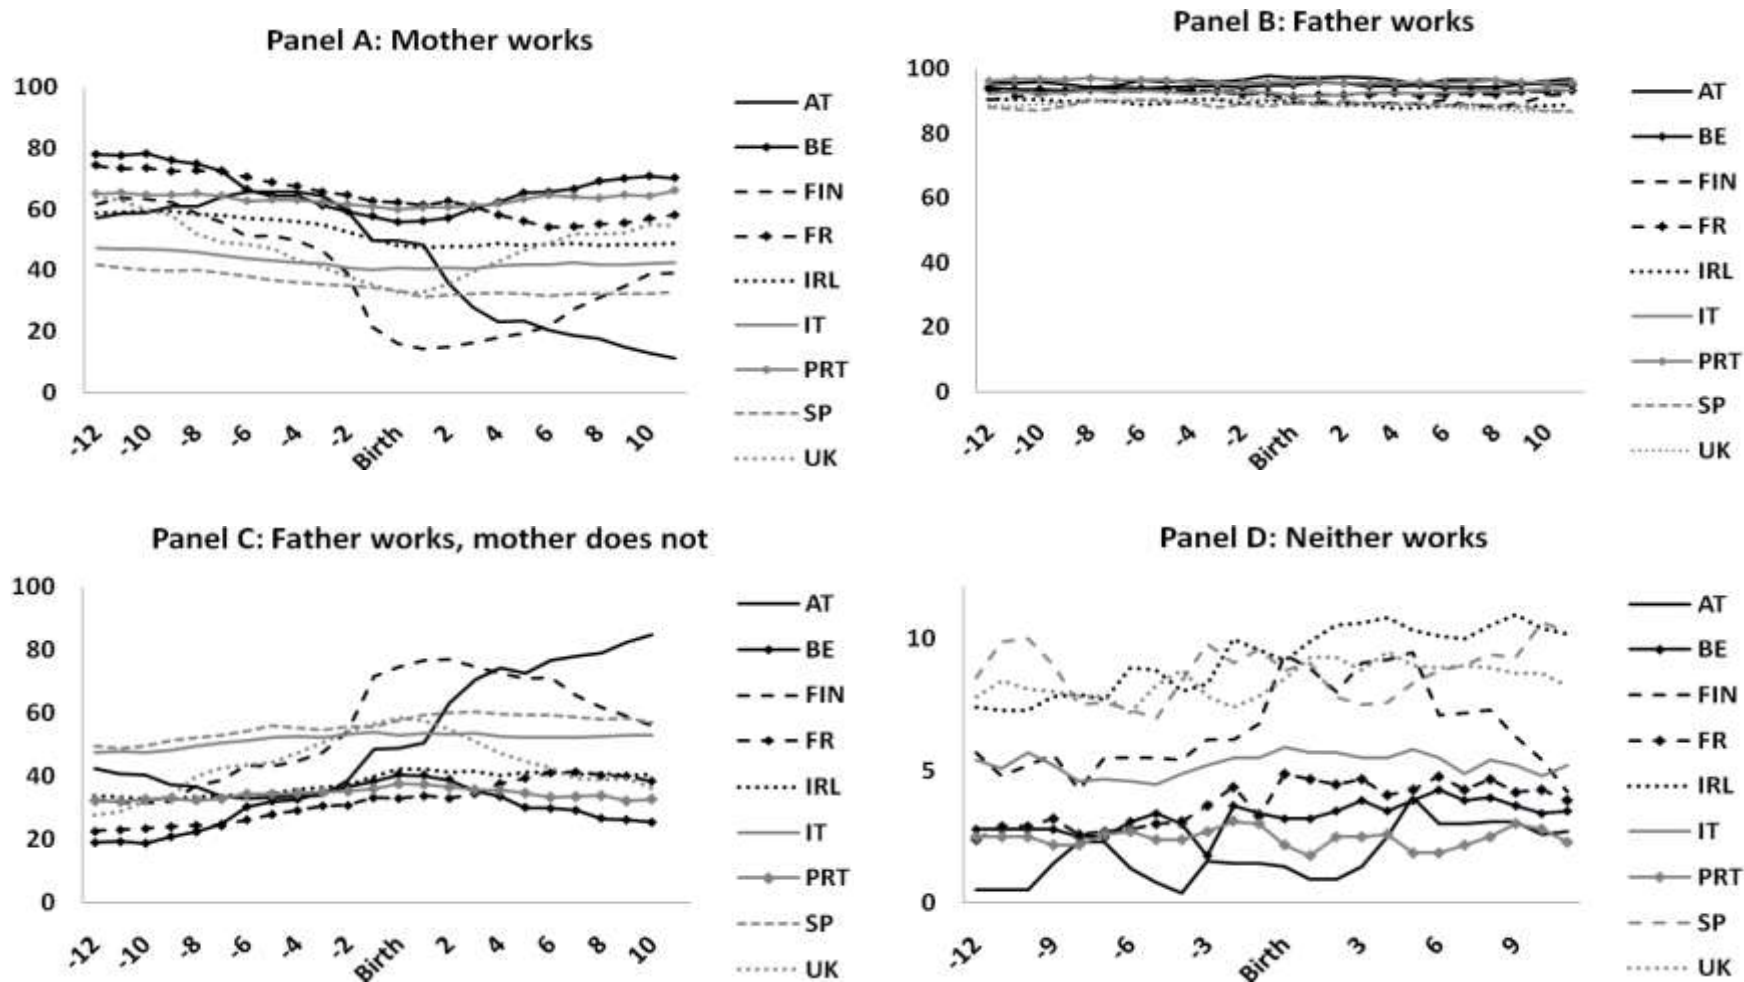 Panel A: Mother works
100
80
60
40
20
0
-12
-10
-8
-6
-4
-2
Birth
2
4
6
8
10
AT
BE
FIN
FR
IRL
IT
PRT
SP
UK
Panel B: Father works
100
80
60
40
20
0
-12
-10
-8
-6
-4
-2
Birth
2
4
6
8
10
AT
BE
FIN
FR
IRL
IT
PRT
SP
UK
Panel C: Father works, mother does not
100
80
60
40
20
0
-12
-10
-8
-6
-4
-2
Birth
2
4
6
8
10
AT
BE
FIN
FR
IRL
IT
PRT
SP
UK
Panel D: Neither works
10
5
0
-12
-9
-6
-3
Birth
3
6
9
AT
BE
FIN
FR
IRL
IT
PRT
SP
UK